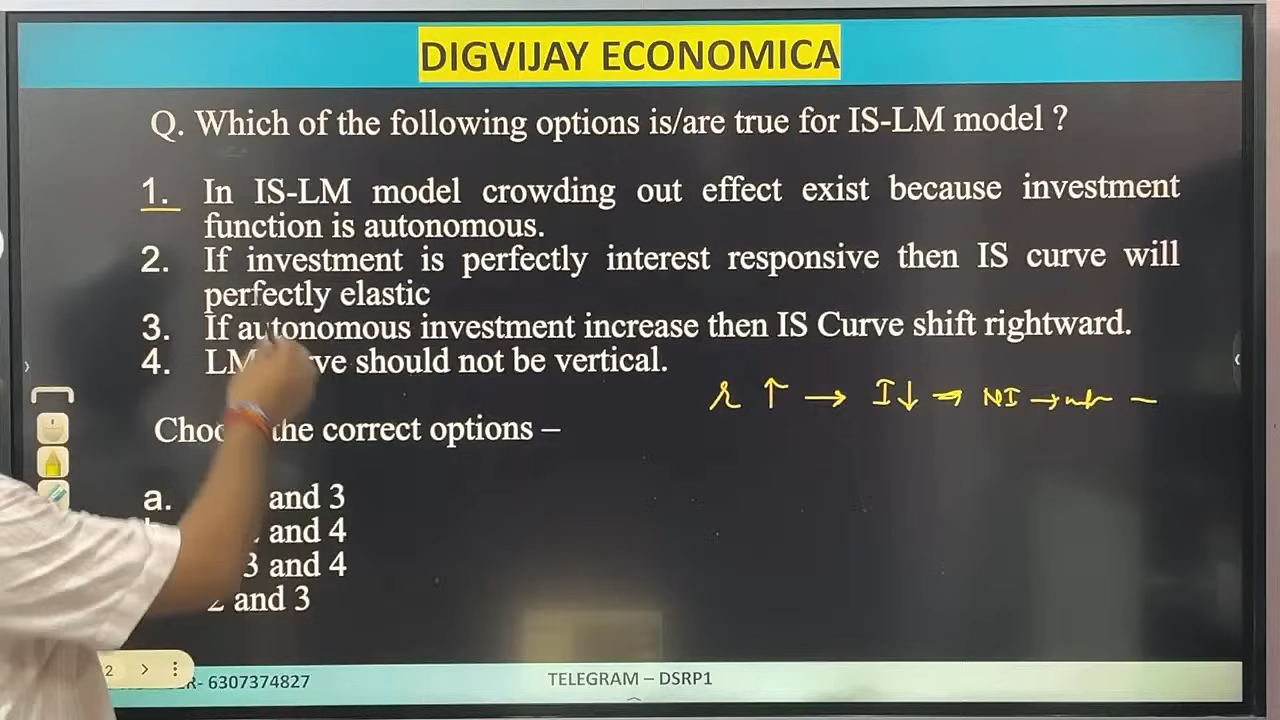 DIGVIJAY ECONOMICA
Q. Which of the following options is/are true for IS-LM model ?
1. In IS-LM model crowding out effect exist because investment
function is autonomous.
2. If investment is perfectly interest responsive then IS curve will
perfectly elastic
3. If autonomous investment increase then IS Curve shift rightward.
4. should not be vertical.
↑ → I↓ → NI →
the correct options –
a. and 3
and 4
3 and 4
and 3
2 > ⋮
- 6307374827
TELEGRAM – DSRP1